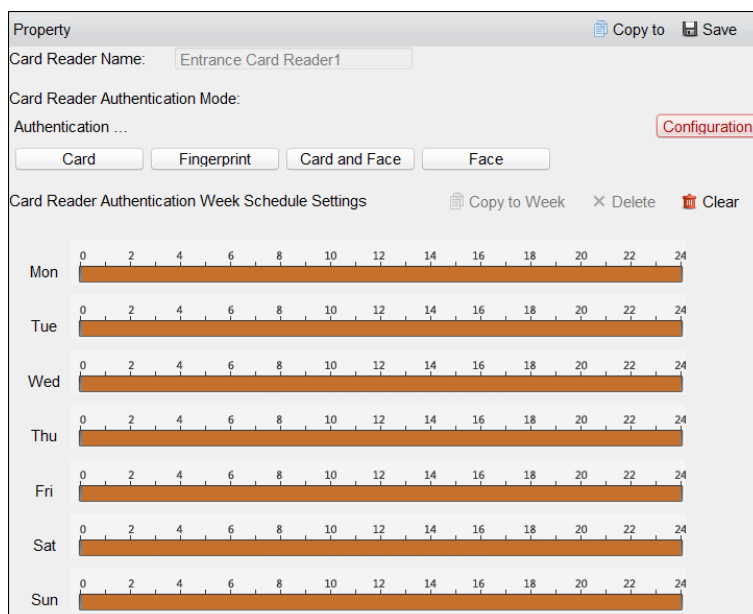 Property Copy to Save
Card Reader Name: Entrance Card Reader1
Card Reader Authentication Mode:
Authentication ... Configuration
Card Fingerprint Card and Face Face
Card Reader Authentication Week Schedule Settings Copy to Week Delete Clear
0 2 4 6 8 10 12 14 16 18 20 22 24
Mon
0 2 4 6 8 10 12 14 16 18 20 22 24
Tue
0 2 4 6 8 10 12 14 16 18 20 22 24
Wed
0 2 4 6 8 10 12 14 16 18 20 22 24
Thu
0 2 4 6 8 10 12 14 16 18 20 22 24
Fri
0 2 4 6 8 10 12 14 16 18 20 22 24
Sat
0 2 4 6 8 10 12 14 16 18 20 22 24
Sun